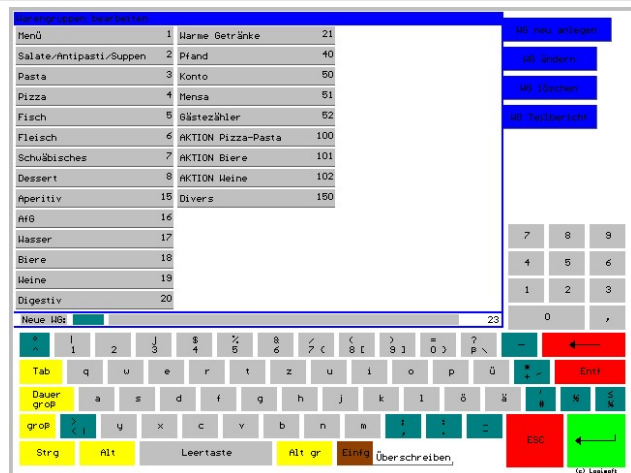 Warengruppen bearbeiten
Menü 1 Warme Getränke 21
Salate/Antipasti/Suppen 2 Pfand 40
Pasta 3 Konto 50
Pizza 4 Mensa 51
Fisch 5 Gästezähler 52
Fleisch 6 AKTION Pizza-Pasta 100
Schwäbisches 7 AKTION Biere 101
Dessert 8 AKTION Weine 102
Aperitiv 15 Divers 150
AfG 16
Wasser 17
Biere 18
Weine 19
Digestiv 20
Neue WG: 23
WG neu anlegen
WG ändern
WG löschen
WG Teilbericht
7 8 9
4 5 6
1 2 3
0 ,
° | J $ % & / ( ) = ?
^ 1 2 3 4 5 6 7 { 8 [ 9 ] 0 } β \ -
Tab q w e r t z u i o p ü * + ~ Entf
Dauer groβ a s d f g h j k l ö ä ' #
groβ > < | y x c v b n m ; , : . _ -
ESC
Strg Alt Leertaste Alt gr Einfg Überschreiben
(c) Logisoft